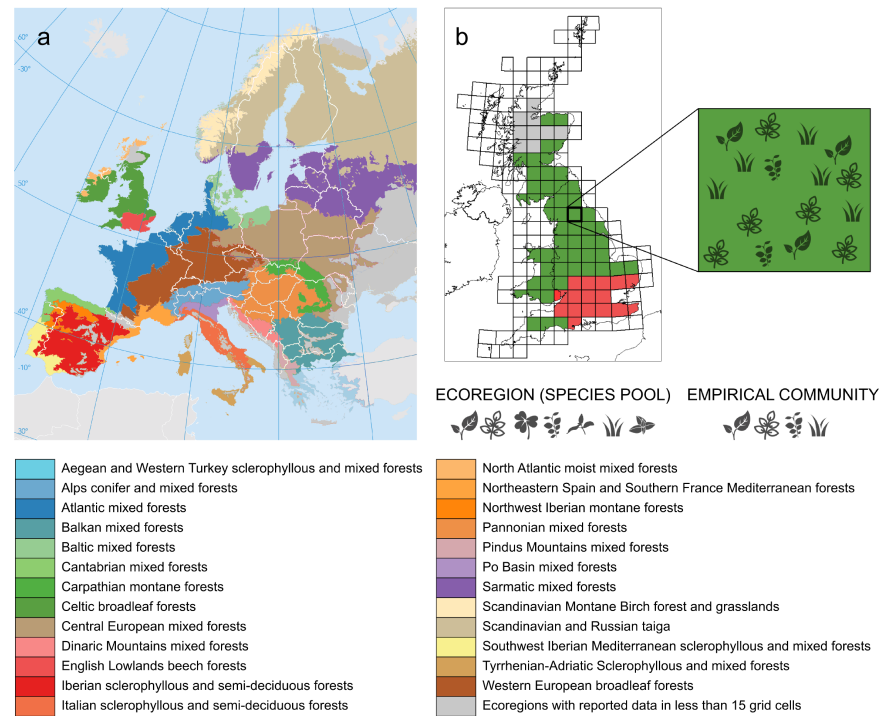 a
b
60°
-30°
50°
40°
-10°
30°
0°
10°
ECOREGION (SPECIES POOL)
EMPIRICAL COMMUNITY
Aegean and Western Turkey sclerophyllous and mixed forests
Alps conifer and mixed forests
Atlantic mixed forests
Balkan mixed forests
Baltic mixed forests
Cantabrian mixed forests
Carpathian montane forests
Celtic broadleaf forests
Central European mixed forests
Dinaric Mountains mixed forests
English Lowlands beech forests
Iberian sclerophyllous and semi-deciduous forests
Italian sclerophyllous and semi-deciduous forests
North Atlantic moist mixed forests
Northeastern Spain and Southern France Mediterranean forests
Northwest Iberian montane forests
Pannonian mixed forests
Pindus Mountains mixed forests
Po Basin mixed forests
Sarmatic mixed forests
Scandinavian Montane Birch forest and grasslands
Scandinavian and Russian taiga
Southwest Iberian Mediterranean sclerophyllous and mixed forests
Tyrrhenian-Adriatic Sclerophyllous and mixed forests
Western European broadleaf forests
Ecoregions with reported data in less than 15 grid cells